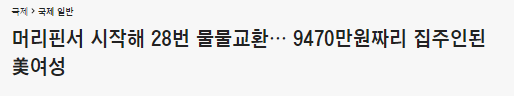 국제 > 국제 일반
머리핀서 시작해 28번 물물교환… 9470만원짜리 집주인된
美여성